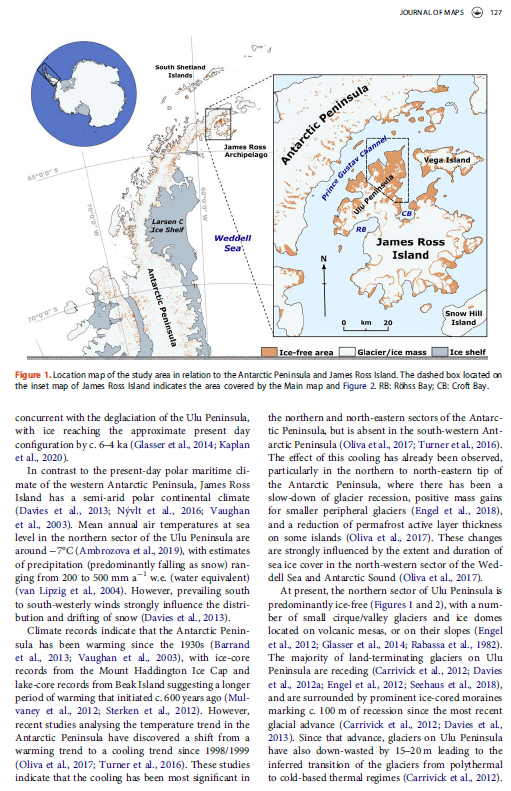 JOURNAL OF MAPS 127
South Shetland
Islands
James Ross
Archipelago
65°0'0" S
60°0'0" W
70°0'0" W
Larsen C
Ice Shelf
Weddell
Sea
Antarctic Peninsula
70°0'0" S
Antarctic Peninsula
Prince Gustav Channel
Vega Island
Ulu Peninsula
CB
RB
James Ross
Island
N
0 km 20
Snow Hill
Island
Ice-free area Glacier/ice mass Ice shelf
Figure 1. Location map of the study area in relation to the Antarctic Peninsula and James Ross Island. The dashed box located on
the inset map of James Ross Island indicates the area covered by the Main map and Figure 2. RB: Röhss Bay; CB: Croft Bay.
concurrent with the deglaciation of the Ulu Peninsula,
with ice reaching the approximate present day
configuration by c. 6–4 ka (Glasser et al., 2014; Kaplan
et al., 2020).
In contrast to the present-day polar maritime cli-
mate of the western Antarctic Peninsula, James Ross
Island has a semi-arid polar continental climate
(Davies et al., 2013; Nývlt et al., 2016; Vaughan
et al., 2003). Mean annual air temperatures at sea
level in the northern sector of the Ulu Peninsula are
around −7°C (Ambrozova et al., 2019), with estimates
of precipitation (predominantly falling as snow) ran-
ging from 200 to 500 mm a⁻¹ w.e. (water equivalent)
(van Lipzig et al., 2004). However, prevailing south
to south-westerly winds strongly influence the distri-
bution and drifting of snow (Davies et al., 2013).
Climate records indicate that the Antarctic Penin-
sula has been warming since the 1930s (Barrand
et al., 2013; Vaughan et al., 2003), with ice-core
records from the Mount Haddington Ice Cap and
lake-core records from Beak Island suggesting a longer
period of warming that initiated c. 600 years ago (Mul-
vaney et al., 2012; Sterken et al., 2012). However,
recent studies analysing the temperature trend in the
Antarctic Peninsula have discovered a shift from a
warming trend to a cooling trend since 1998/1999
(Oliva et al., 2017; Turner et al., 2016). These studies
indicate that the cooling has been most significant in
the northern and north-eastern sectors of the Antarc-
tic Peninsula, but is absent in the south-western Ant-
arctic Peninsula (Oliva et al., 2017; Turner et al., 2016).
The effect of this cooling has already been observed,
particularly in the northern to north-eastern tip of
the Antarctic Peninsula, where there has been a
slow-down of glacier recession, positive mass gains
for smaller peripheral glaciers (Engel et al., 2018),
and a reduction of permafrost active layer thickness
on some islands (Oliva et al., 2017). These changes
are strongly influenced by the extent and duration of
sea ice cover in the north-western sector of the Wed-
dell Sea and Antarctic Sound (Oliva et al., 2017).
At present, the northern sector of Ulu Peninsula is
predominantly ice-free (Figures 1 and 2), with a num-
ber of small cirque/valley glaciers and ice domes
located on volcanic mesas, or on their slopes (Engel
et al., 2012; Glasser et al., 2014; Rabassa et al., 1982).
The majority of land-terminating glaciers on Ulu
Peninsula are receding (Carrivick et al., 2012; Davies
et al., 2012a; Engel et al., 2012; Seehaus et al., 2018),
and are surrounded by prominent ice-cored moraines
marking c. 100 m of recession since the most recent
glacial advance (Carrivick et al., 2012; Davies et al.,
2013). Since that advance, glaciers on Ulu Peninsula
have also down-wasted by 15–20 m leading to the
inferred transition of the glaciers from polythermal
to cold-based thermal regimes (Carrivick et al., 2012).